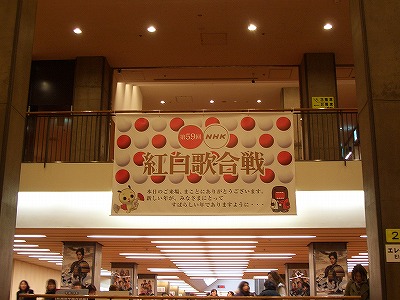 第59回 NHK
紅白歌合戦
本日のご来場、まことにありがとうございます。
新しい年が、みなさまにとって
すばらしい年でありますように・・・
2
エレ